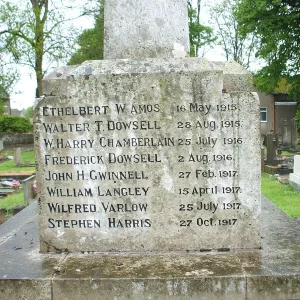 ETHELBERT W. AMOS 16 MAY 1915.
WALTER T. DOWSELL 28 AUG. 1915.
W. HARRY CHAMBERLAIN 25 JULY 1916
FREDERICK DOWSELL 2 AUG. 1916.
JOHN H. GWINNELL 27 FEB. 1917.
WILLIAM LANGLEY 15 APRIL 1917.
WILFRED VARLOW 25 JULY 1917.
STEPHEN HARRIS 27 OCT. 1917.